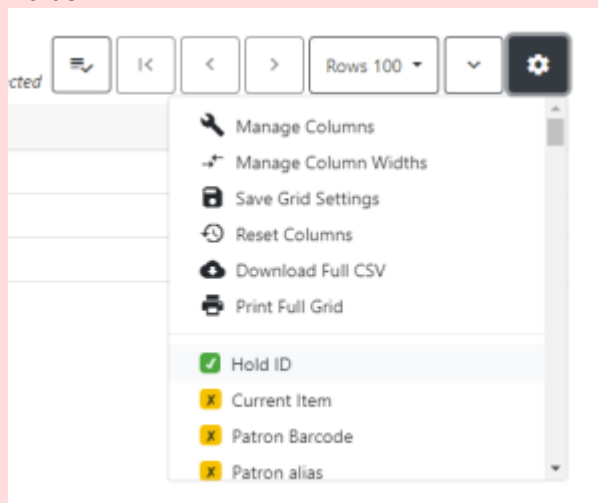 cted
Rows 100
Manage Columns
Manage Column Widths
Save Grid Settings
Reset Columns
Download Full CSV
Print Full Grid
Hold ID
x Current Item
x Patron Barcode
x Patron alias